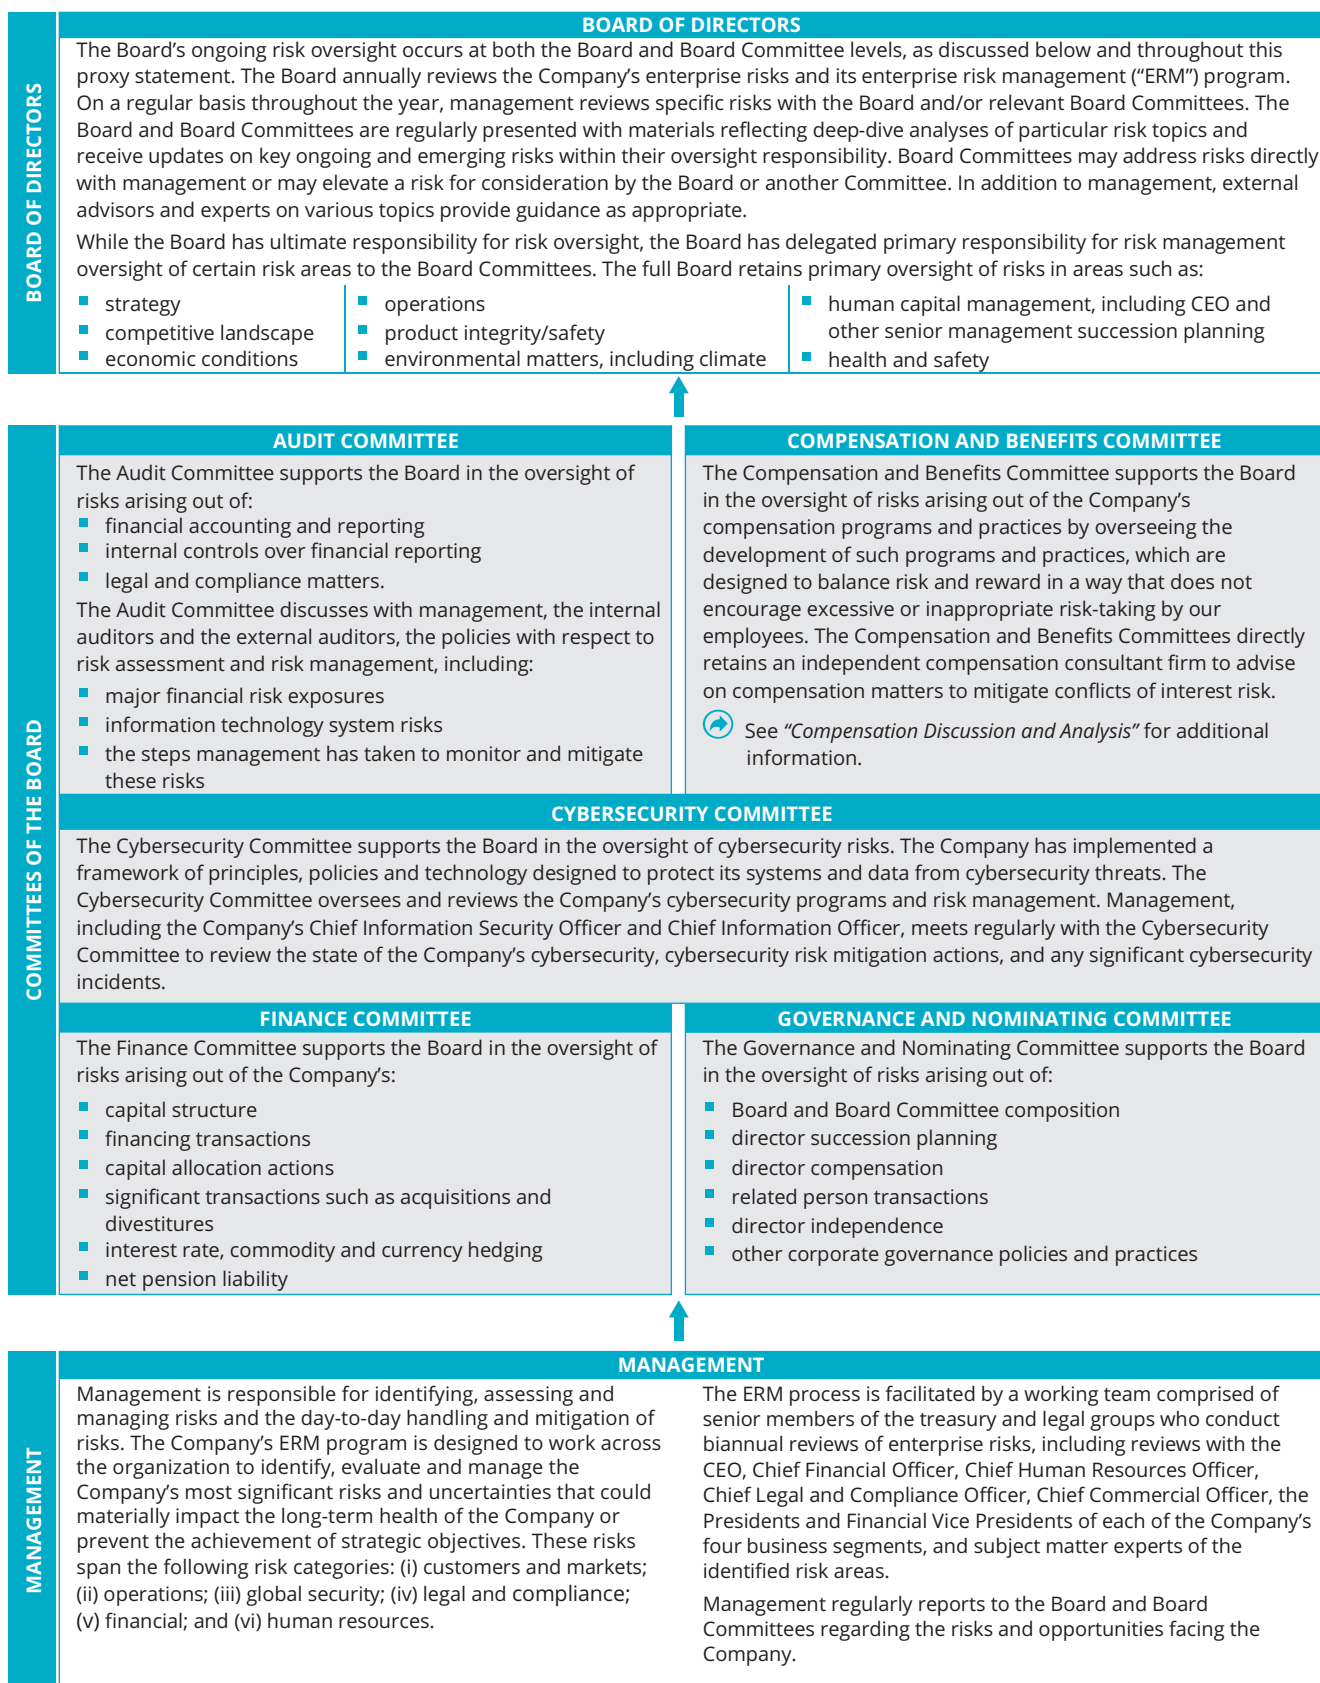 BOARD OF DIRECTORS
BOARD OF DIRECTORS
The Board’s ongoing risk oversight occurs at both the Board and Board Committee levels, as discussed below and throughout this
proxy statement. The Board annually reviews the Company’s enterprise risks and its enterprise risk management (“ERM”) program.
On a regular basis throughout the year, management reviews specific risks with the Board and/or relevant Board Committees. The
Board and Board Committees are regularly presented with materials reflecting deep-dive analyses of particular risk topics and
receive updates on key ongoing and emerging risks within their oversight responsibility. Board Committees may address risks directly
with management or may elevate a risk for consideration by the Board or another Committee. In addition to management, external
advisors and experts on various topics provide guidance as appropriate.
While the Board has ultimate responsibility for risk oversight, the Board has delegated primary responsibility for risk management
oversight of certain risk areas to the Board Committees. The full Board retains primary oversight of risks in areas such as:
strategy
competitive landscape
economic conditions
operations
product integrity/safety
environmental matters, including climate
human capital management, including CEO and
other senior management succession planning
health and safety
COMMITTEES OF THE BOARD
AUDIT COMMITTEE
The Audit Committee supports the Board in the oversight of
risks arising out of:
financial accounting and reporting
internal controls over financial reporting
legal and compliance matters.
The Audit Committee discusses with management, the internal
auditors and the external auditors, the policies with respect to
risk assessment and risk management, including:
major financial risk exposures
information technology system risks
the steps management has taken to monitor and mitigate
these risks
COMPENSATION AND BENEFITS COMMITTEE
The Compensation and Benefits Committee supports the Board
in the oversight of risks arising out of the Company’s
compensation programs and practices by overseeing the
development of such programs and practices, which are
designed to balance risk and reward in a way that does not
encourage excessive or inappropriate risk-taking by our
employees. The Compensation and Benefits Committees directly
retains an independent compensation consultant firm to advise
on compensation matters to mitigate conflicts of interest risk.
See “Compensation Discussion and Analysis” for additional
information.
CYBERSECURITY COMMITTEE
The Cybersecurity Committee supports the Board in the oversight of cybersecurity risks. The Company has implemented a
framework of principles, policies and technology designed to protect its systems and data from cybersecurity threats. The
Cybersecurity Committee oversees and reviews the Company’s cybersecurity programs and risk management. Management,
including the Company’s Chief Information Security Officer and Chief Information Officer, meets regularly with the Cybersecurity
Committee to review the state of the Company’s cybersecurity, cybersecurity risk mitigation actions, and any significant cybersecurity
incidents.
FINANCE COMMITTEE
The Finance Committee supports the Board in the oversight of
risks arising out of the Company’s:
capital structure
financing transactions
capital allocation actions
significant transactions such as acquisitions and
divestitures
interest rate, commodity and currency hedging
net pension liability
GOVERNANCE AND NOMINATING COMMITTEE
The Governance and Nominating Committee supports the Board
in the oversight of risks arising out of:
Board and Board Committee composition
director succession planning
director compensation
related person transactions
director independence
other corporate governance policies and practices
MANAGEMENT
MANAGEMENT
Management is responsible for identifying, assessing and
managing risks and the day-to-day handling and mitigation of
risks. The Company’s ERM program is designed to work across
the organization to identify, evaluate and manage the
Company’s most significant risks and uncertainties that could
materially impact the long-term health of the Company or
prevent the achievement of strategic objectives. These risks
span the following risk categories: (i) customers and markets;
(ii) operations; (iii) global security; (iv) legal and compliance;
(v) financial; and (vi) human resources.
The ERM process is facilitated by a working team comprised of
senior members of the treasury and legal groups who conduct
biannual reviews of enterprise risks, including reviews with the
CEO, Chief Financial Officer, Chief Human Resources Officer,
Chief Legal and Compliance Officer, Chief Commercial Officer, the
Presidents and Financial Vice Presidents of each of the Company’s
four business segments, and subject matter experts of the
identified risk areas.
Management regularly reports to the Board and Board
Committees regarding the risks and opportunities facing the
Company.